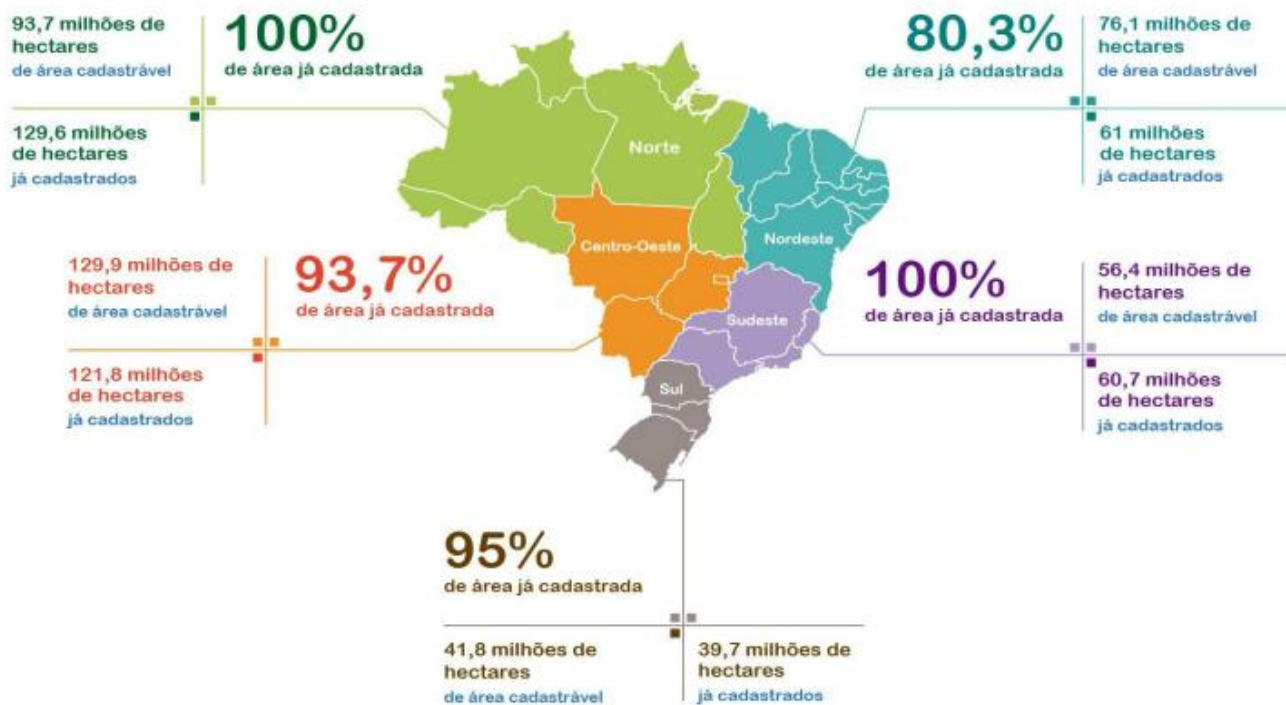 93,7 milhões de
hectares
de área cadastrável
100%
de área já cadastrada
129,6 milhões
de hectares
já cadastrados
80,3%
de área já cadastrada
76,1 milhões de
hectares
de área cadastrável
61 milhões
de hectares
já cadastrados
Norte
Centro-Oeste
Nordeste
Sudeste
Sul
129,9 milhões de
hectares
de área cadastrável
93,7%
de área já cadastrada
121,8 milhões
de hectares
já cadastrados
100%
de área já cadastrada
56,4 milhões de
hectares
de área cadastrável
60,7 milhões
de hectares
já cadastrados
95%
de área já cadastrada
41,8 milhões de
hectares
de área cadastrável
39,7 milhões de
hectares
já cadastrados